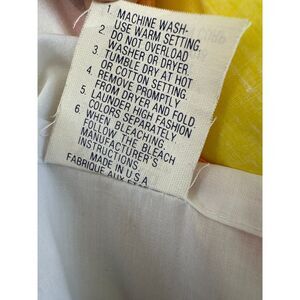 1. MACHINE WASH-
USE WARM SETTING.
2. DO NOT OVERLOAD
WASHER OR DRYER.
3. TUMBLE DRY AT HOT
OR COTTON SETTING.
4. REMOVE PROMPTLY
FROM DRYER AND FOLD
5. LAUNDER HIGH FASHION
COLORS SEPARATELY
6. WHEN BLEACHING,
FOLLOW THE BLEACH
MANUFACTURER'S
INSTRUCTIONS.
MADE IN U S A
FABRIQUE AUX